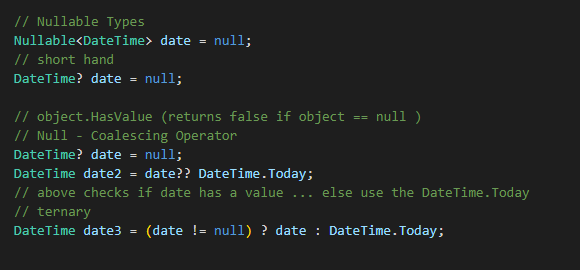 // Nullable Types
Nullable<DateTime> date = null;
// short hand
DateTime? date = null;
// object.HasValue (returns false if object == null )
// Null - Coalescing Operator
DateTime? date = null;
DateTime date2 = date?? DateTime.Today;
// above checks if date has a value ... else use the DateTime.Today
// ternary
DateTime date3 = (date != null) ? date : DateTime.Today;